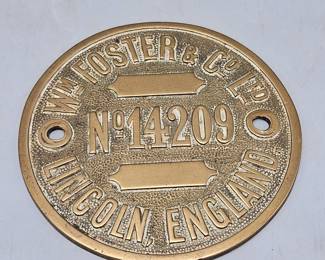 Wm FOSTER & Co LTD
No 14209
LINCOLN, ENGLAND